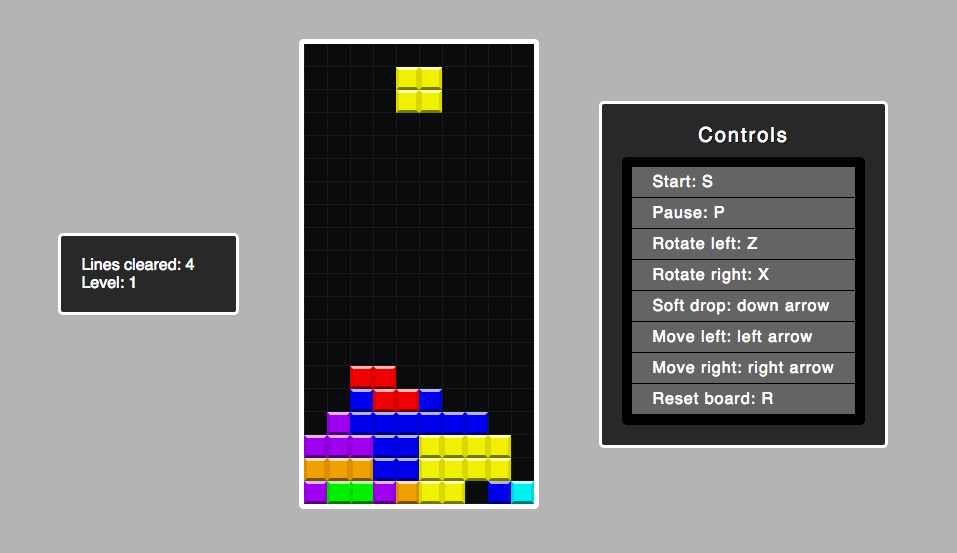 Lines cleared: 4
Level: 1
Controls
Start: S
Pause: P
Rotate left: Z
Rotate right: X
Soft drop: down arrow
Move left: left arrow
Move right: right arrow
Reset board: R